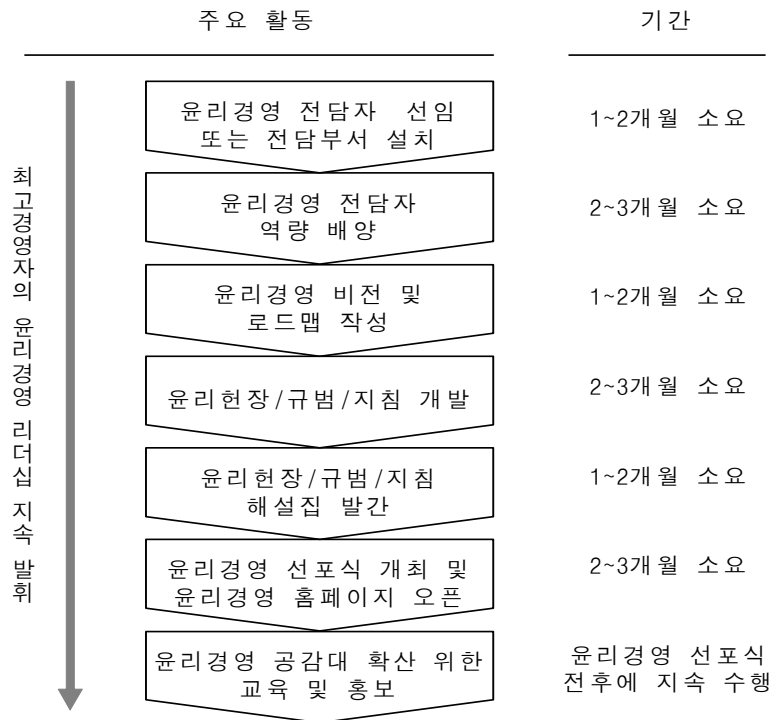 주요 활동
기간
윤리경영 전담자 선임
또는 전담부서 설치
1~2개월 소요
윤리경영 전담자
역량 배양
2~3개월 소요
윤리경영 비전 및
로드맵 작성
1~2개월 소요
윤리헌장/규범/지침 개발
2~3개월 소요
윤리헌장/규범/지침
해설집 발간
1~2개월 소요
윤리경영 선포식 개최 및
윤리경영 홈페이지 오픈
2~3개월 소요
윤리경영 공감대 확산 위한
교육 및 홍보
윤리경영 선포식
전후에 지속 수행
최고경영자의 윤리경영 리더십 지속 발휘